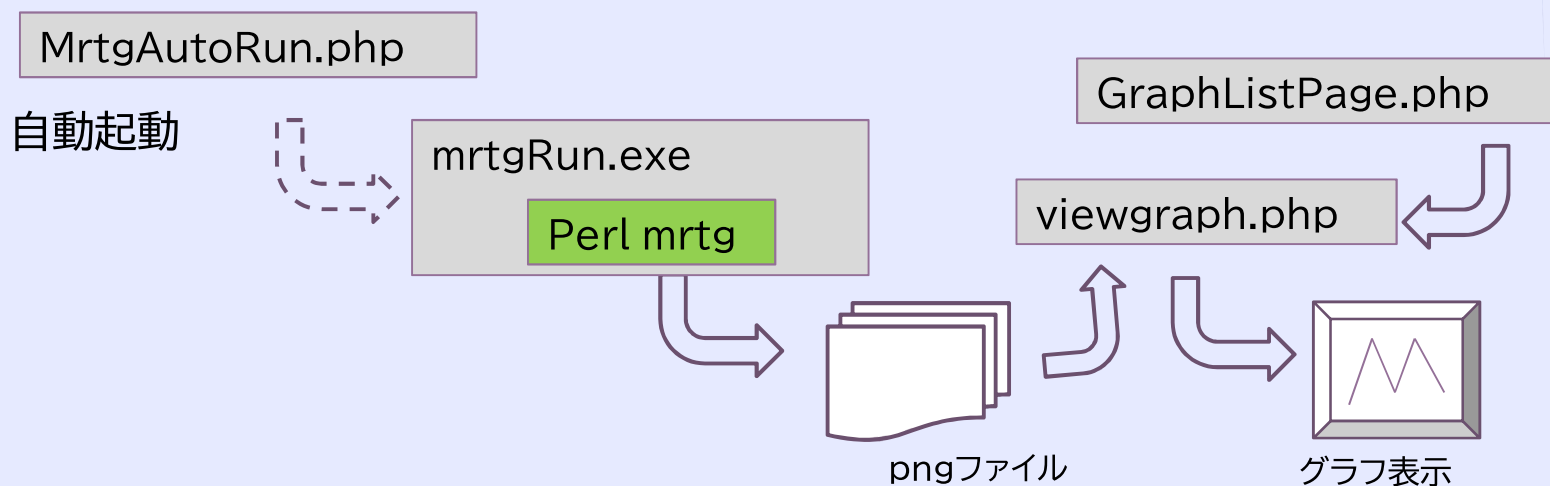 MrtgAutoRun.php
自動起動
mrtgRun.exe
Perl mrtg
GraphListPage.php
viewgraph.php
pngファイル
グラフ表示